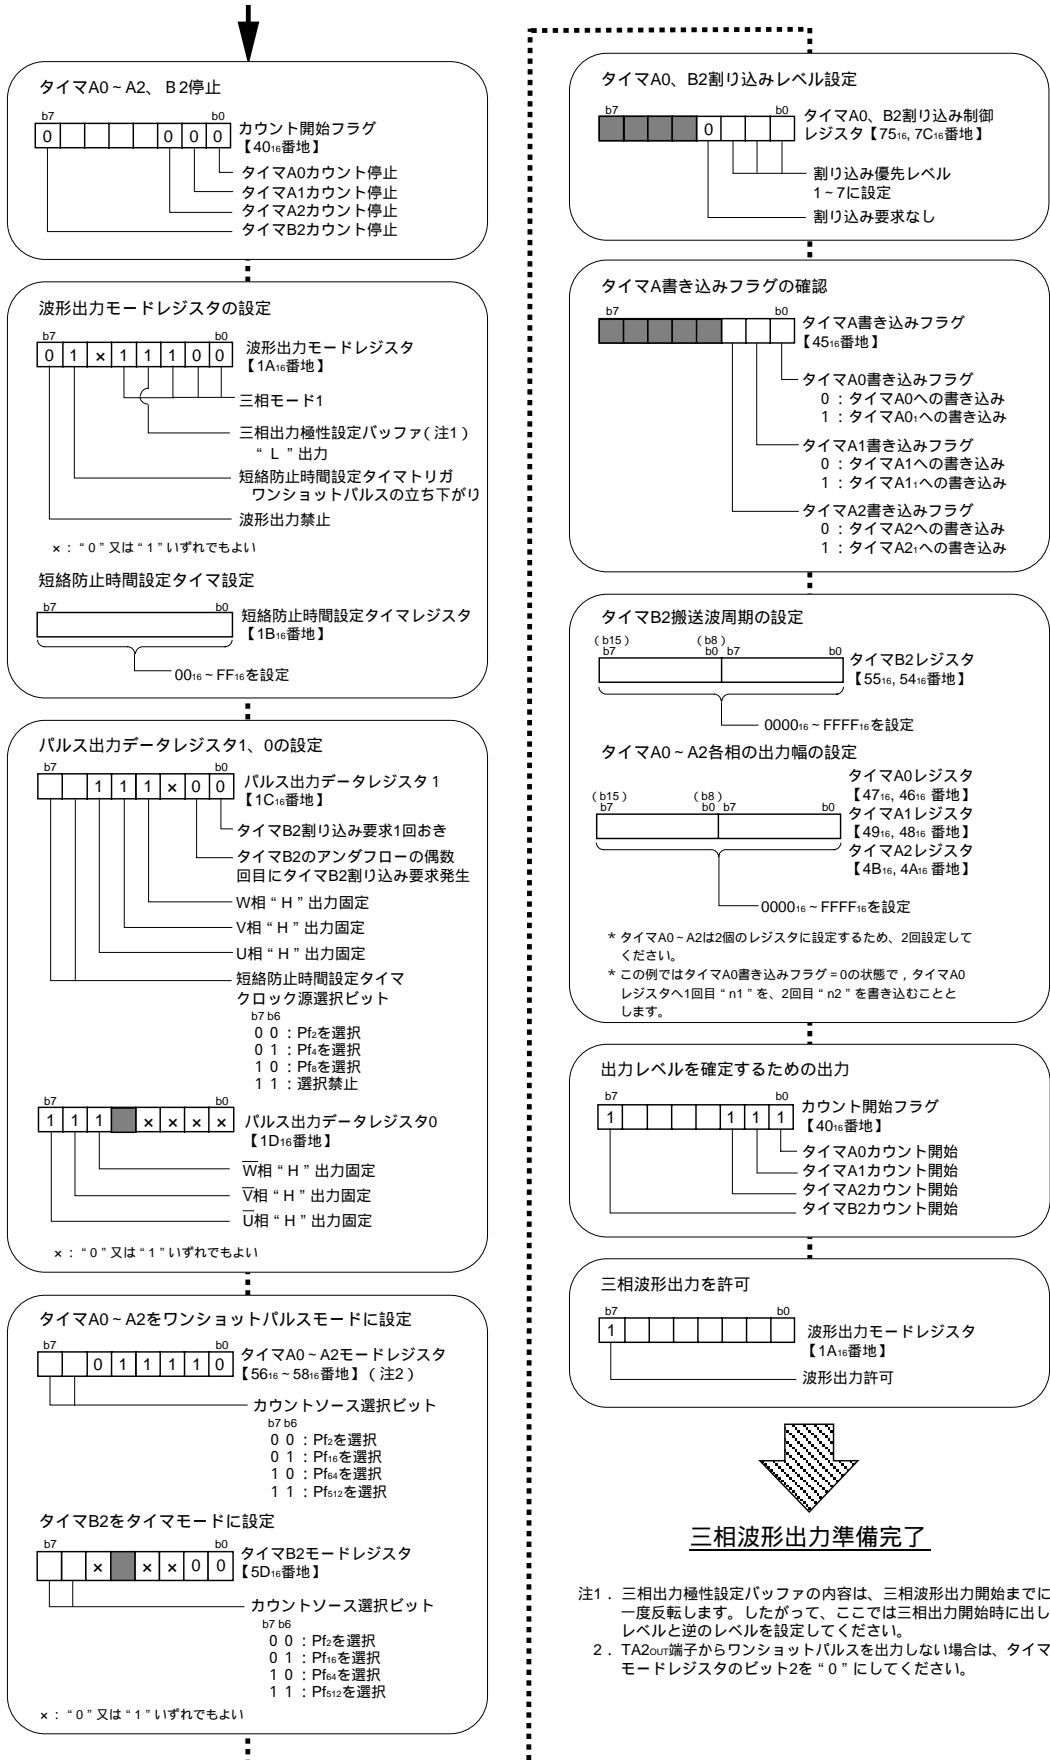 タイマA0~A2、B2停止
b7 b0
0 0 0 0
カウント開始フラグ
【40₁₆番地】
タイマA0カウント停止
タイマA1カウント停止
タイマA2カウント停止
タイマB2カウント停止
波形出力モードレジスタの設定
b7 b0
0 1 × 1 1 1 0 0
波形出力モードレジスタ
【1A₁₆番地】
三相モード1
三相出力極性設定バッファ(注1)
“L”出力
短絡防止時間設定タイマトリガ
ワンショットパルスの立ち下がり
波形出力禁止
×:“0”又は“1”いずれでもよい
短絡防止時間設定タイマ設定
b7 b0
短絡防止時間設定タイマレジスタ
【1B₁₆番地】
00₁₆~FF₁₆を設定
パルス出力データレジスタ1、0の設定
b7 b0
1 1 1 × 0 0
パルス出力データレジスタ1
【1C₁₆番地】
タイマB2割り込み要求1回おき
タイマB2のアンダフローの偶数
回目にタイマB2割り込み要求発生
W相“H”出力固定
V相“H”出力固定
U相“H”出力固定
短絡防止時間設定タイマ
クロック源選択ビット
b7 b6
0 0:Pf₂を選択
0 1:Pf₄を選択
1 0:Pf₈を選択
1 1:選択禁止
b7 b0
1 1 1 × × × ×
パルス出力データレジスタ0
【1D₁₆番地】
W̅相“H”出力固定
V̅相“H”出力固定
U̅相“H”出力固定
×:“0”又は“1”いずれでもよい
タイマA0~A2をワンショットパルスモードに設定
b7 b0
0 1 1 1 1 0
タイマA0~A2モードレジスタ
【56₁₆~58₁₆番地】(注2)
カウントソース選択ビット
b7 b6
0 0:Pf₂を選択
0 1:Pf₁₆を選択
1 0:Pf₆₄を選択
1 1:Pf₅₁₂を選択
タイマB2をタイマモードに設定
b7 b0
× × × 0 0
タイマB2モードレジスタ
【5D₁₆番地】
カウントソース選択ビット
b7 b6
0 0:Pf₂を選択
0 1:Pf₁₆を選択
1 0:Pf₆₄を選択
1 1:Pf₅₁₂を選択
×:“0”又は“1”いずれでもよい
タイマA0、B2割り込みレベル設定
b7 b0
0
タイマA0、B2割り込み制御
レジスタ【75₁₆, 7C₁₆番地】
割り込み優先レベル
1~7に設定
割り込み要求なし
タイマA書き込みフラグの確認
b7 b0
タイマA書き込みフラグ
【45₁₆番地】
タイマA0書き込みフラグ
0:タイマA0への書き込み
1:タイマA0₁への書き込み
タイマA1書き込みフラグ
0:タイマA1への書き込み
1:タイマA1₁への書き込み
タイマA2書き込みフラグ
0:タイマA2への書き込み
1:タイマA2₁への書き込み
タイマB2搬送波周期の設定
(b15) (b8)
b7 b0 b7 b0
タイマB2レジスタ
【55₁₆, 54₁₆番地】
0000₁₆~FFFF₁₆を設定
タイマA0~A2各相の出力幅の設定
(b15) (b8)
b7 b0 b7 b0
タイマA0レジスタ
【47₁₆, 46₁₆ 番地】
タイマA1レジスタ
【49₁₆, 48₁₆ 番地】
タイマA2レジスタ
【4B₁₆, 4A₁₆ 番地】
0000₁₆~FFFF₁₆を設定
* タイマA0~A2は2個のレジスタに設定するため、2回設定して
ください。
* この例ではタイマA0書き込みフラグ=0の状態で,タイマA0
レジスタへ1回目“n1”を、2回目“n2”を書き込むことと
します。
出力レベルを確定するための出力
b7 b0
1 1 1 1
カウント開始フラグ
【40₁₆番地】
タイマA0カウント開始
タイマA1カウント開始
タイマA2カウント開始
タイマB2カウント開始
三相波形出力を許可
b7 b0
1
波形出力モードレジスタ
【1A₁₆番地】
波形出力許可
三相波形出力準備完了
注1.三相出力極性設定バッファの内容は、三相波形出力開始までに
一度反転します。したがって、ここでは三相出力開始時に出し
レベルと逆のレベルを設定してください。
2.TA2OUT端子からワンショットパルスを出力しない場合は、タイマ
モードレジスタのビット2を“0”にしてください。